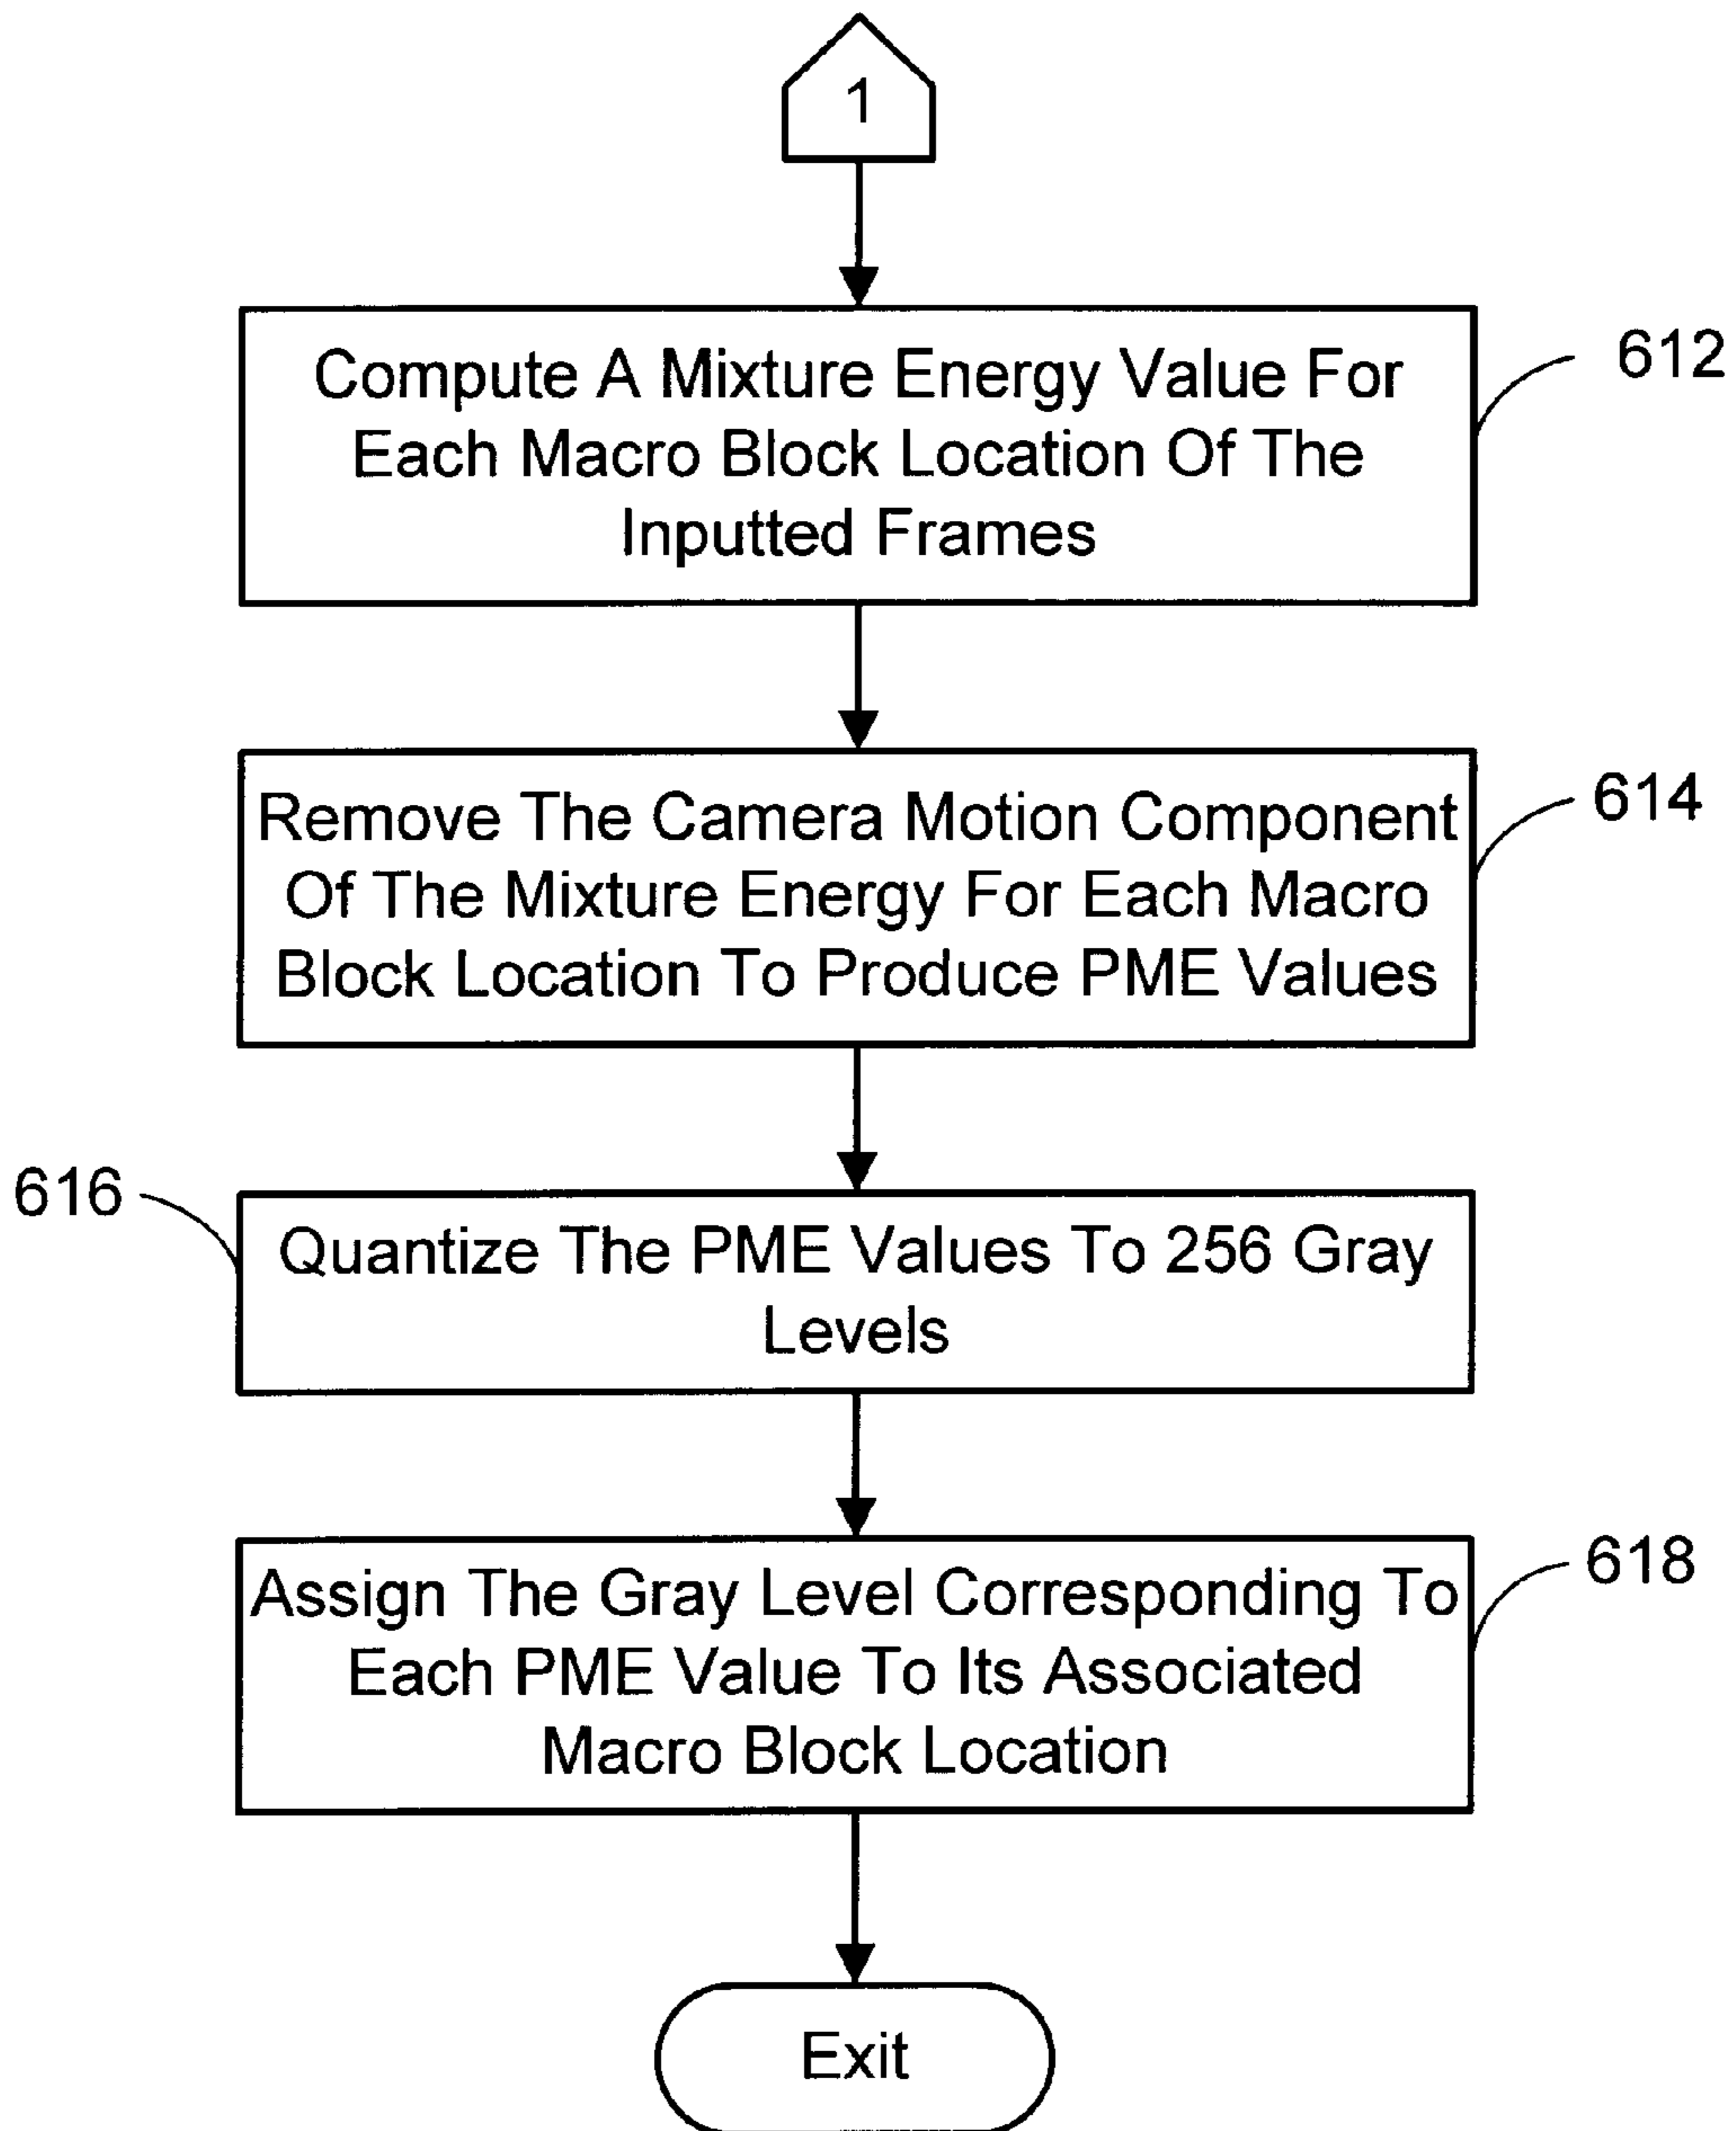 1
Compute A Mixture Energy Value For
Each Macro Block Location Of The
Inputted Frames
612
Remove The Camera Motion Component
Of The Mixture Energy For Each Macro
Block Location To Produce PME Values
614
616
Quantize The PME Values To 256 Gray
Levels
Assign The Gray Level Corresponding To
Each PME Value To Its Associated
Macro Block Location
618
Exit